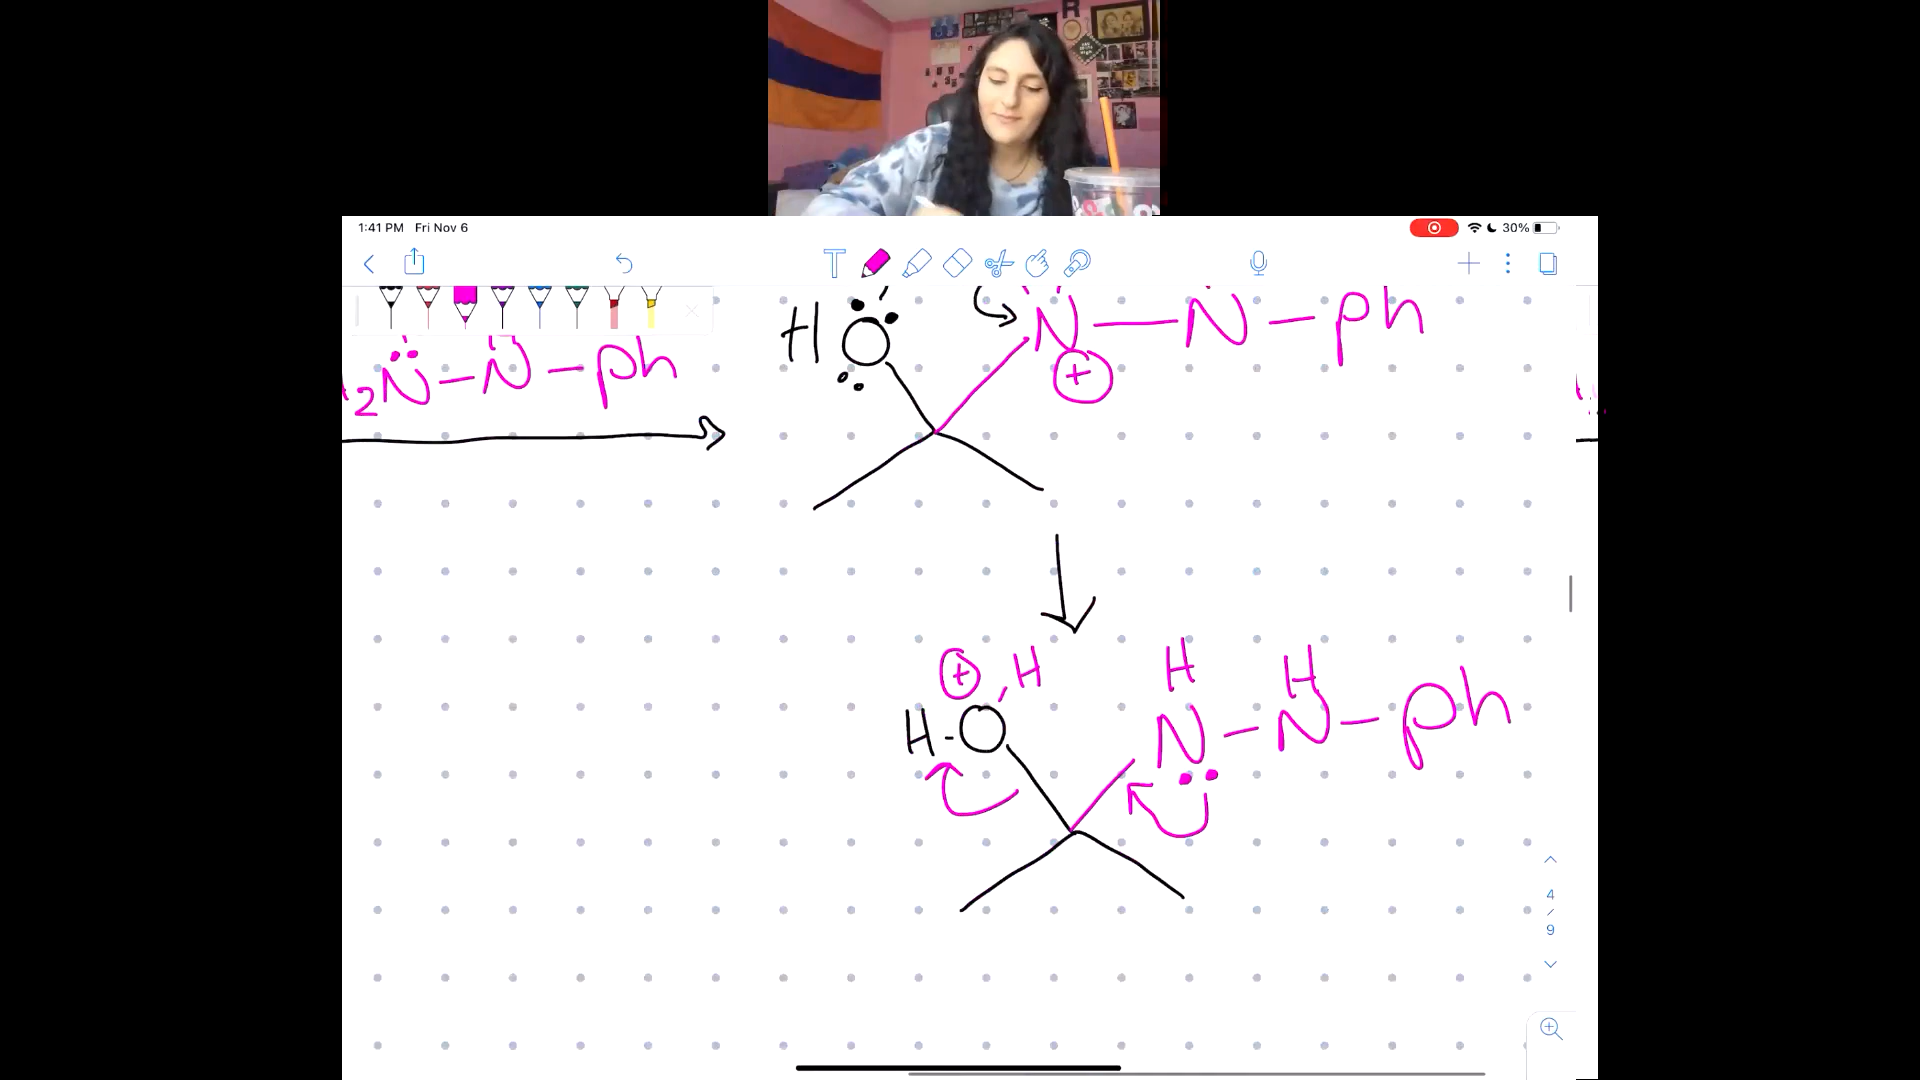 R
1:41 PM Fri Nov 6
30%
T
H O N — N — Ph
⊕
2N̈ — N — Ph
⊕ H H H
H - O N — N — Ph
4
/
9